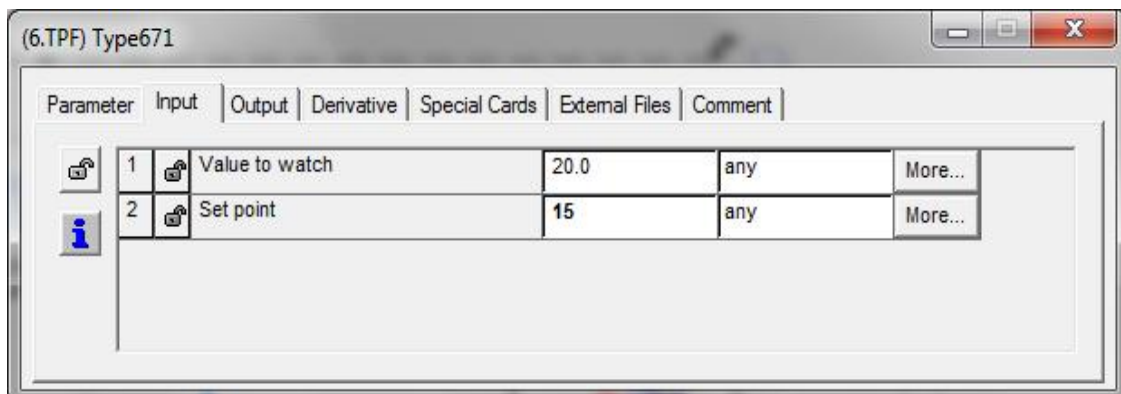 (6.TPF) Type671
Parameter Input Output Derivative Special Cards External Files Comment
1 Value to watch 20.0 any More...
2 Set point 15 any More...